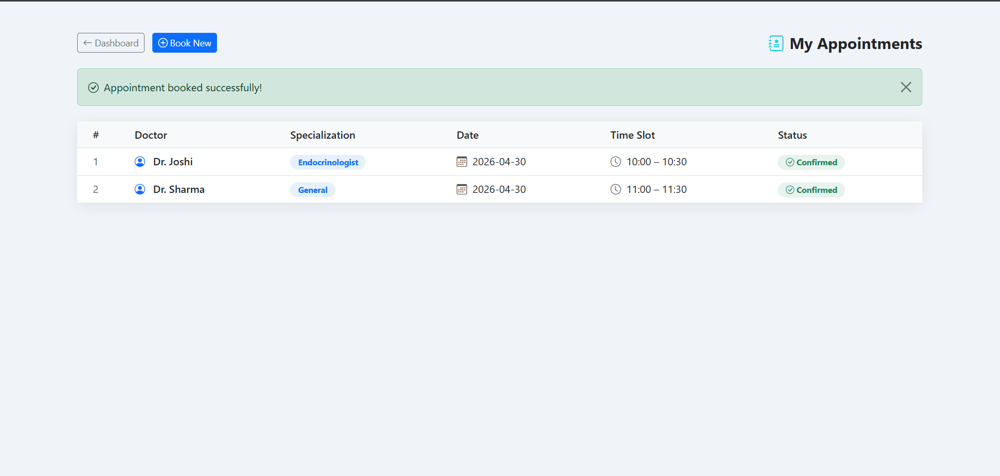 Dashboard Book New My Appointments
Appointment booked successfully!
# Doctor Specialization Date Time Slot Status
1 Dr. Joshi Endocrinologist 2026-04-30 10:00 – 10:30 Confirmed
2 Dr. Sharma General 2026-04-30 11:00 – 11:30 Confirmed